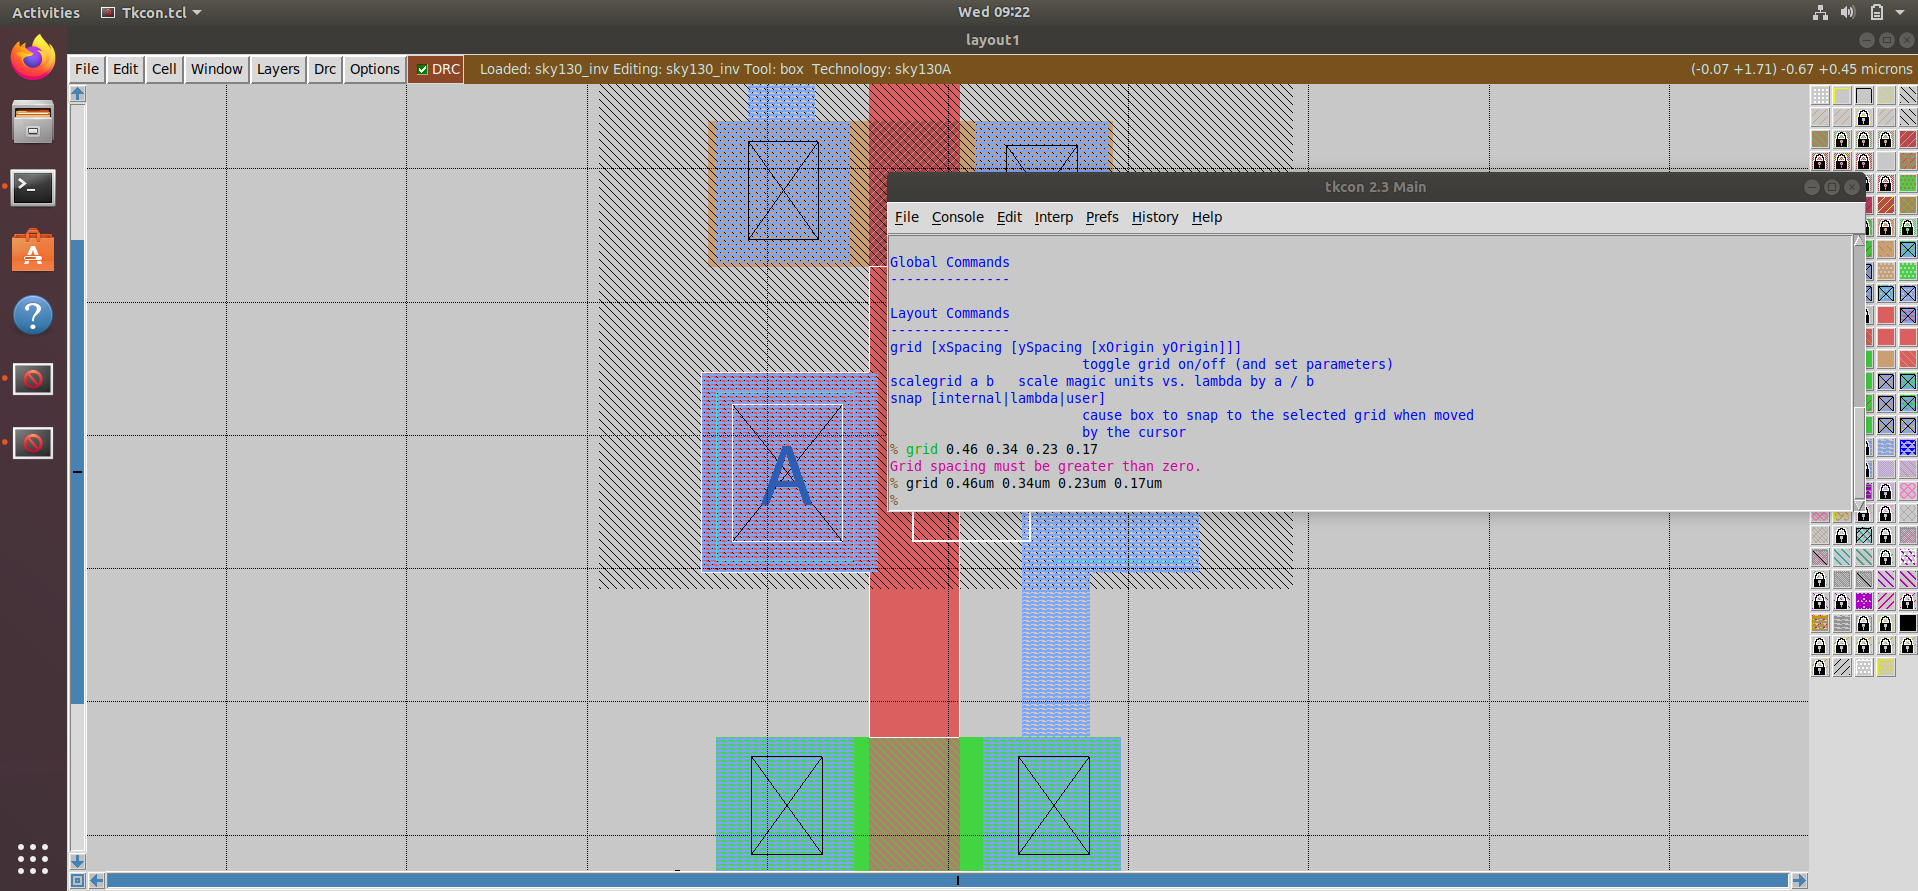 Activities Tkcon.tcl Wed 09:22
layout1
File Edit Cell Window Layers Drc Options DRC Loaded: sky130_inv Editing: sky130_inv Tool: box Technology: sky130A (-0.07 +1.71) -0.67 +0.45 microns
tkcon 2.3 Main
File Console Edit Interp Prefs History Help
Global Commands
---------------
Layout Commands
---------------
grid [xSpacing [ySpacing [xOrigin yOrigin]]]
toggle grid on/off (and set parameters)
scalegrid a b scale magic units vs. lambda by a / b
snap [internal|lambda|user]
cause box to snap to the selected grid when moved
by the cursor
% grid 0.46 0.34 0.23 0.17
Grid spacing must be greater than zero.
% grid 0.46um 0.34um 0.23um 0.17um
%
A